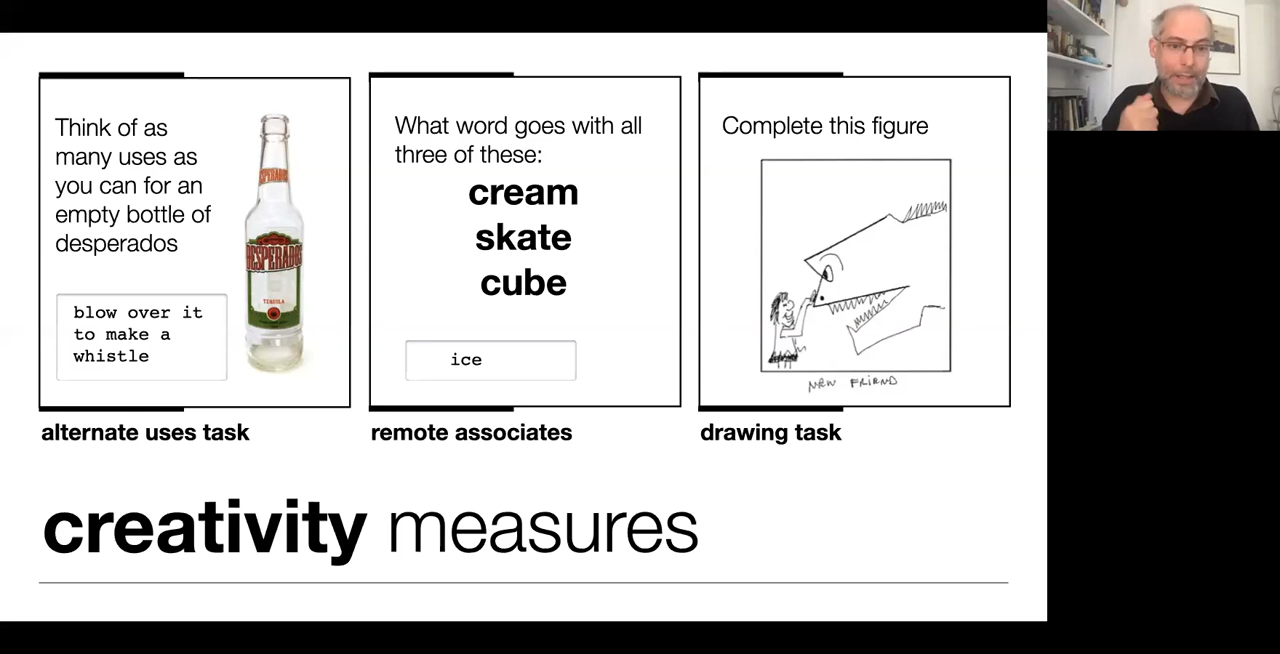 Think of as
many uses as
you can for an
empty bottle of
desperados
DESPERADOS
DESPERADOS
TEQUILA
blow over it
to make a
whistle
alternate uses task
What word goes with all
three of these:
cream
skate
cube
ice
remote associates
Complete this figure
NEW FRIEND
drawing task
creativity measures